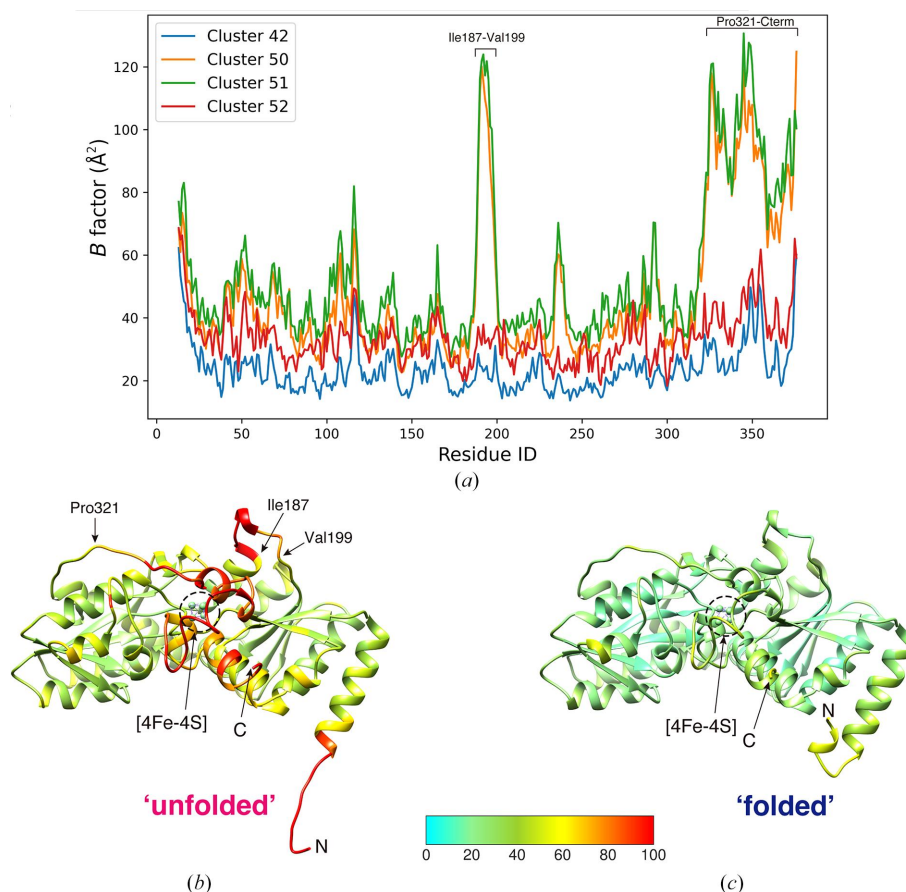 Pro321-Cterm
Ile187-Val199
Cluster 42
Cluster 50
Cluster 51
Cluster 52
120
100
80
60
40
20
B factor (Å²)
0 50 100 150 200 250 300 350
Residue ID
(a)
Pro321
Ile187
Val199
[4Fe-4S]
C
N
'unfolded'
[4Fe-4S]
C
N
'folded'
0 20 40 60 80 100
(b)
(c)